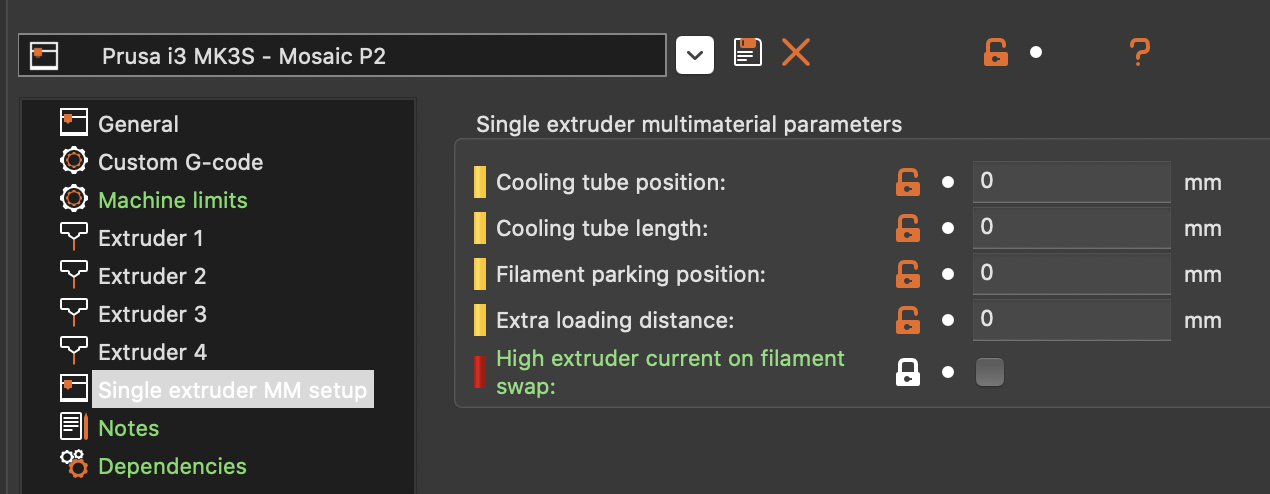 Prusa i3 MK3S - Mosaic P2
?
General
Custom G-code
Machine limits
Extruder 1
Extruder 2
Extruder 3
Extruder 4
Single extruder MM setup
Notes
Dependencies
Single extruder multimaterial parameters
Cooling tube position: 0 mm
Cooling tube length: 0 mm
Filament parking position: 0 mm
Extra loading distance: 0 mm
High extruder current on filament
swap: